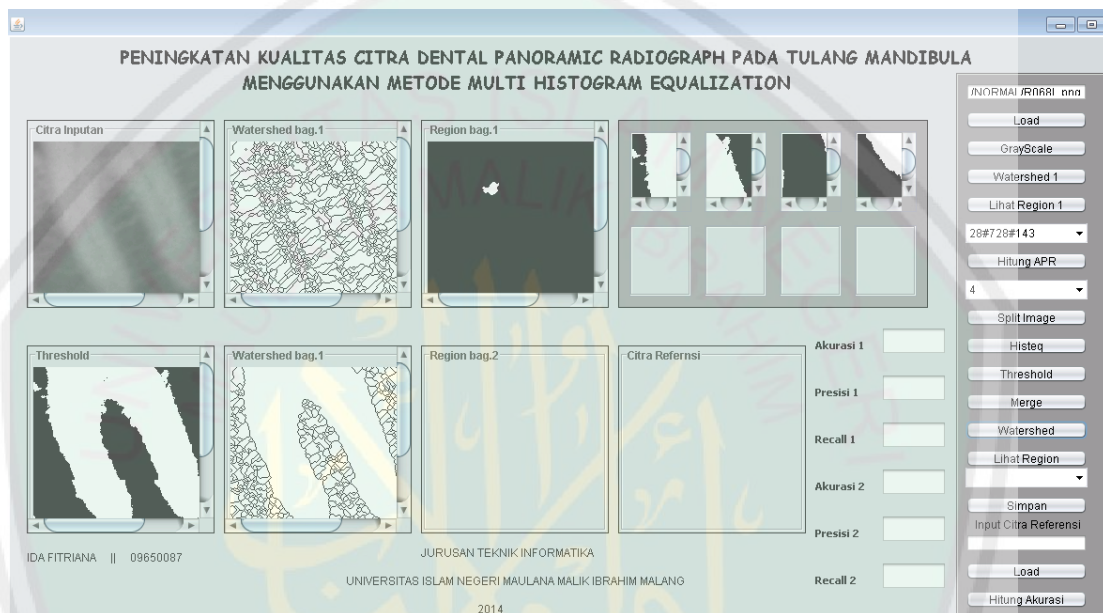 PENINGKATAN KUALITAS CITRA DENTAL PANORAMIC RADIOGRAPH PADA TULANG MANDIBULA
MENGGUNAKAN METODE MULTI HISTOGRAM EQUALIZATION
Citra Inputan
Watershed bag.1
Region bag.1
Threshold
Watershed bag.1
Region bag.2
Citra Refernsi
Akurasi 1
Presisi 1
Recall 1
Akurasi 2
Presisi 2
Recall 2
/NORMAL/R068L.png
Load
GrayScale
Watershed 1
Lihat Region 1
28#728#143
Hitung APR
4
Split Image
Histeq
Threshold
Merge
Watershed
Lihat Region
Simpan
Input Citra Referensi
Load
Hitung Akurasi
IDA FITRIANA || 09650087
JURUSAN TEKNIK INFORMATIKA
UNIVERSITAS ISLAM NEGERI MAULANA MALIK IBRAHIM MALANG
2014